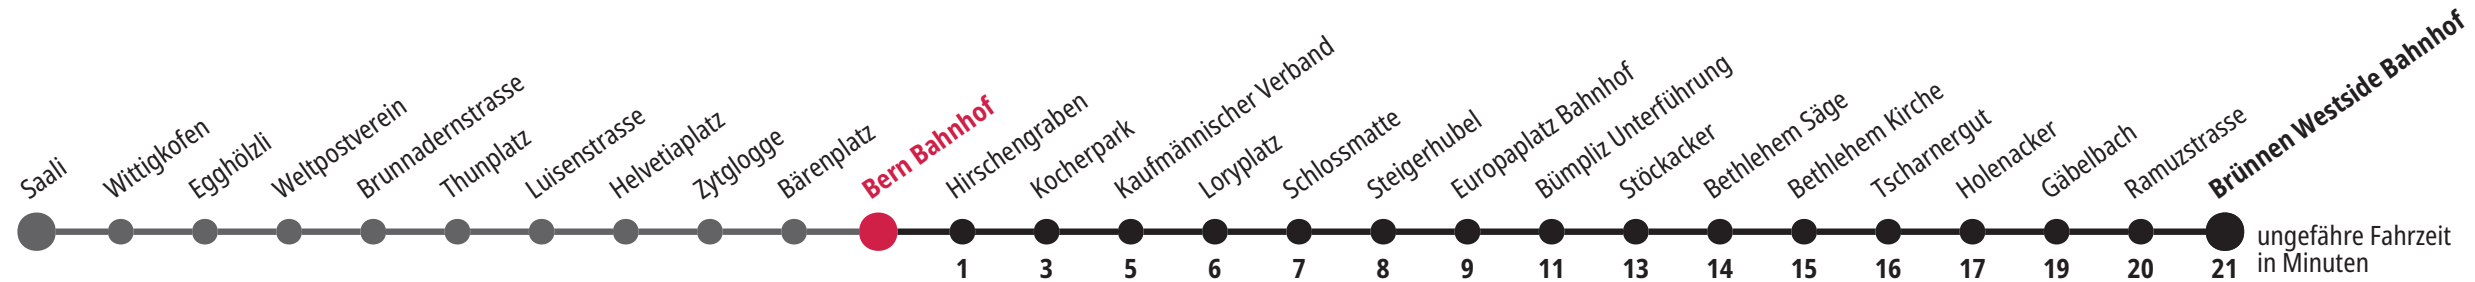 Saali
Wittigkofen
Egghölzli
Weltpostverein
Brunnadernstrasse
Thunplatz
Luisenstrasse
Helvetiaplatz
Zytglogge
Bärenplatz
Bern Bahnhof
Hirschengraben
Kocherpark
Kaufmännischer Verband
Loryplatz
Schlossmatte
Steigerhubel
Europaplatz Bahnhof
Bümpliz Unterführung
Stöckacker
Bethlehem Säge
Bethlehem Kirche
Tscharnergut
Holenacker
Gäbelbach
Ramuzstrasse
Brünnen Westside Bahnhof
1 3 5 6 7 8 9 11 13 14 15 16 17 19 20 21
ungefähre Fahrzeit
in Minuten